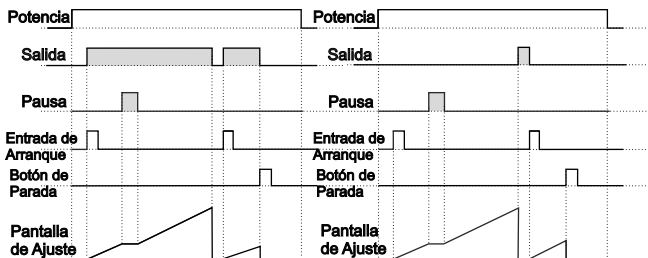 Potencia
Salida
Pausa
Entrada de
Arranque
Botón de
Parada
Pantalla
de Ajuste
Potencia
Salida
Pausa
Entrada de
Arranque
Botón de
Parada
Pantalla
de Ajuste